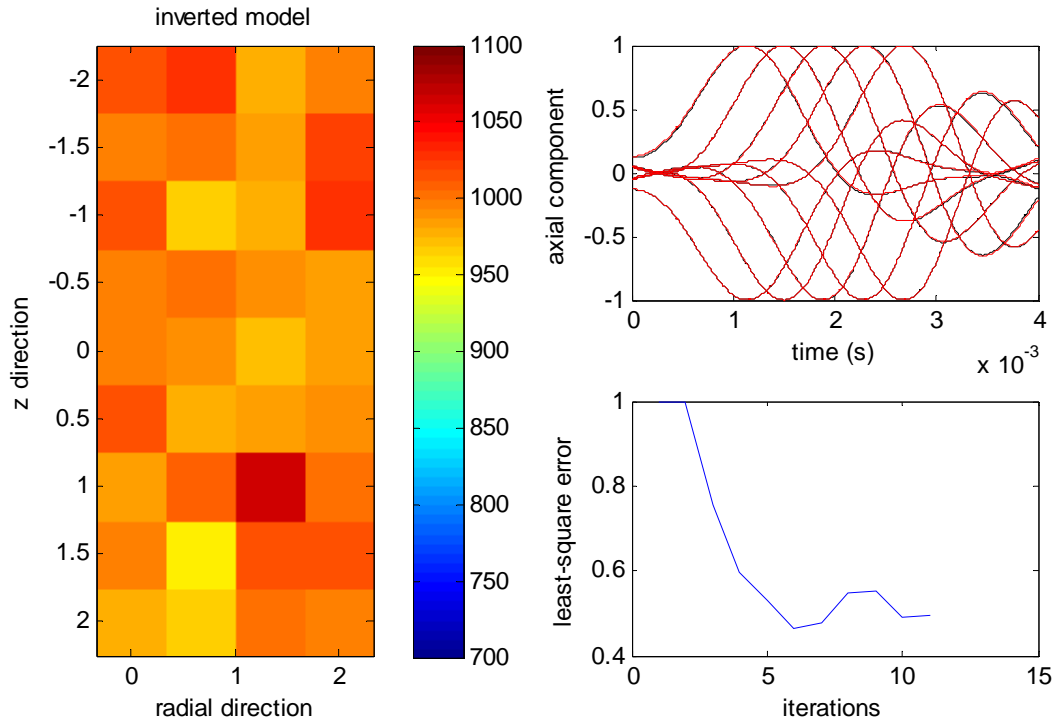 inverted model
-2
-1.5
-1
-0.5
0
0.5
1
1.5
2
z direction
0 1 2
radial direction
1100
1050
1000
950
900
850
800
750
700
1
0.5
0
-0.5
-1
axial component
0 1 2 3 4
time (s)
x 10-3
1
0.8
0.6
0.4
least-square error
0 5 10 15
iterations